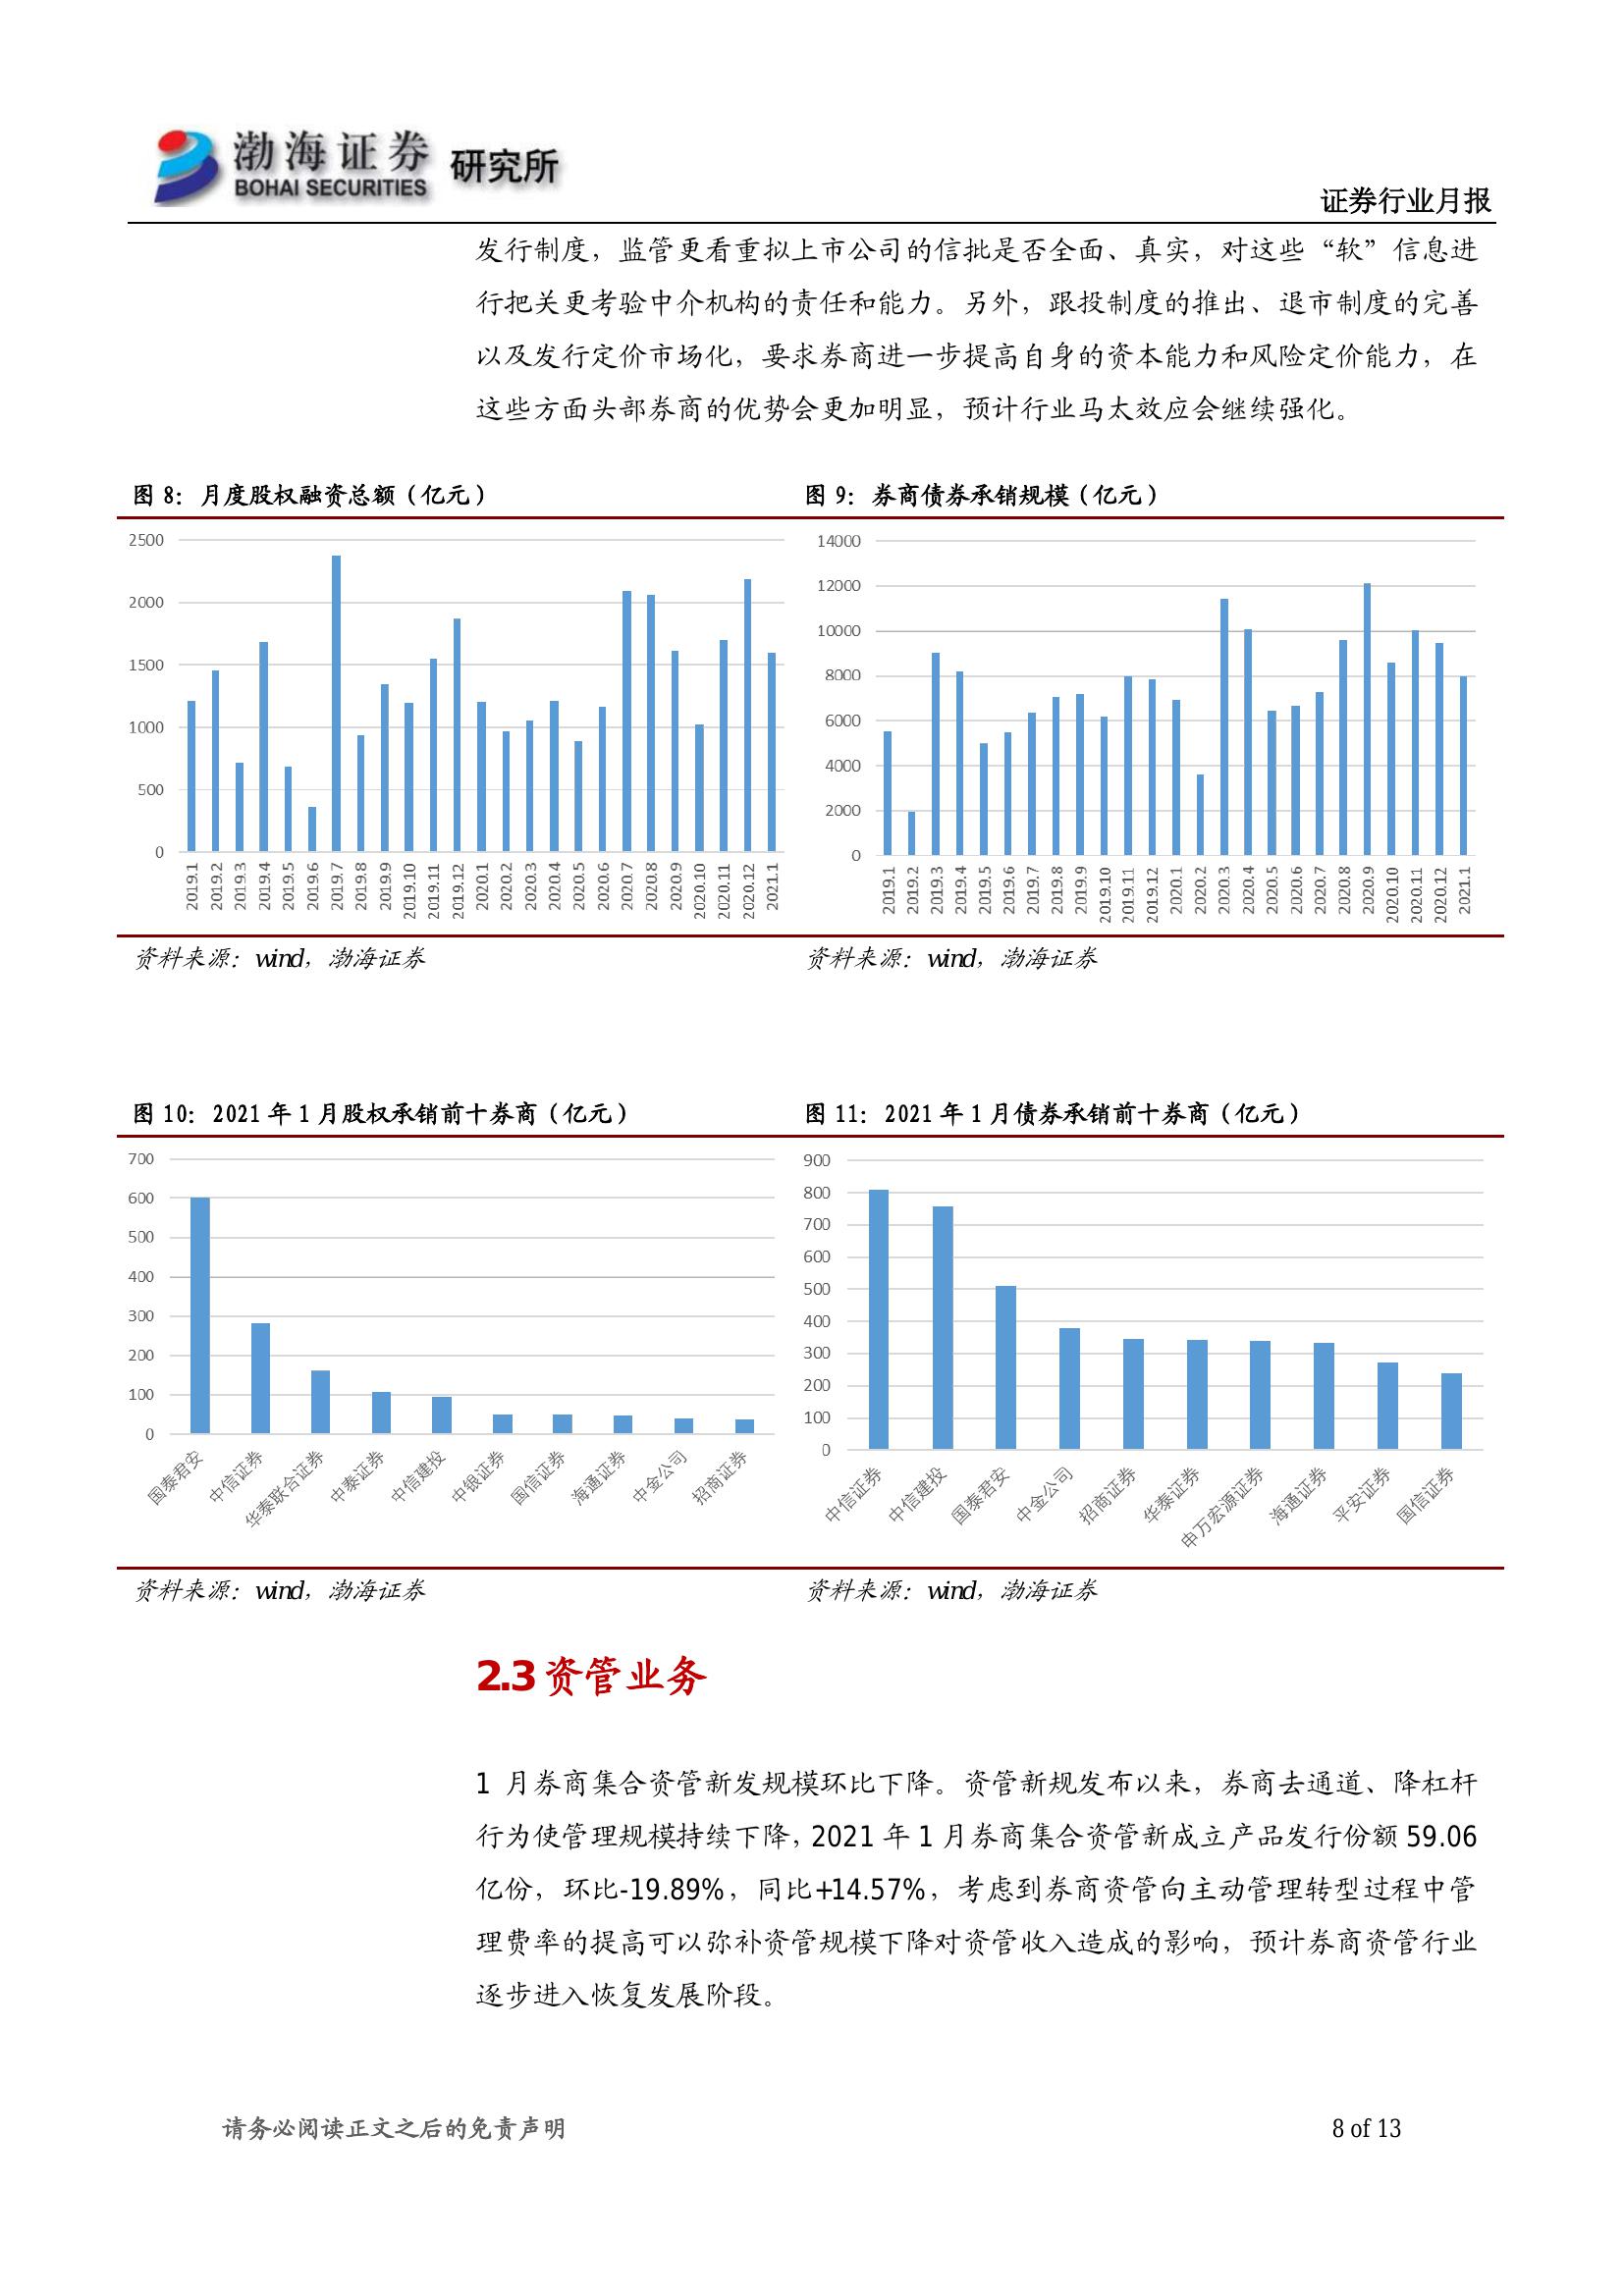 渤海证券
BOHAI SECURITIES
研究所
证券行业月报
发行制度，监管更看重拟上市公司的信批是否全面、真实，对这些“软”信息进
行把关更考验中介机构的责任和能力。另外，跟投制度的推出、退市制度的完善
以及发行定价市场化，要求券商进一步提高自身的资本能力和风险定价能力，在
这些方面头部券商的优势会更加明显，预计行业马太效应会继续强化。
图 8：月度股权融资总额（亿元）
2500
2000
1500
1000
500
0
2019.1
2019.2
2019.3
2019.4
2019.5
2019.6
2019.7
2019.8
2019.9
2019.10
2019.11
2019.12
2020.1
2020.2
2020.3
2020.4
2020.5
2020.6
2020.7
2020.8
2020.9
2020.10
2020.11
2020.12
2021.1
资料来源：wind，渤海证券
图 9：券商债券承销规模（亿元）
14000
12000
10000
8000
6000
4000
2000
0
2019.1
2019.2
2019.3
2019.4
2019.5
2019.6
2019.7
2019.8
2019.9
2019.10
2019.11
2019.12
2020.1
2020.2
2020.3
2020.4
2020.5
2020.6
2020.7
2020.8
2020.9
2020.10
2020.11
2020.12
2021.1
资料来源：wind，渤海证券
图 10：2021 年 1 月股权承销前十券商（亿元）
700
600
500
400
300
200
100
0
国泰君安
中信证券
华泰联合证券
中泰证券
中信建投
中银证券
国信证券
海通证券
中金公司
招商证券
资料来源：wind，渤海证券
图 11：2021 年 1 月债券承销前十券商（亿元）
900
800
700
600
500
400
300
200
100
0
中信证券
中信建投
国泰君安
中金公司
招商证券
华泰证券
申万宏源证券
海通证券
平安证券
国信证券
资料来源：wind，渤海证券
2.3 资管业务
1 月券商集合资管新发规模环比下降。资管新规发布以来，券商去通道、降杠杆
行为使管理规模持续下降，2021 年 1 月券商集合资管新成立产品发行份额 59.06
亿份，环比-19.89%，同比+14.57%，考虑到券商资管向主动管理转型过程中管
理费率的提高可以弥补资管规模下降对资管收入造成的影响，预计券商资管行业
逐步进入恢复发展阶段。
请务必阅读正文之后的免责声明
8 of 13